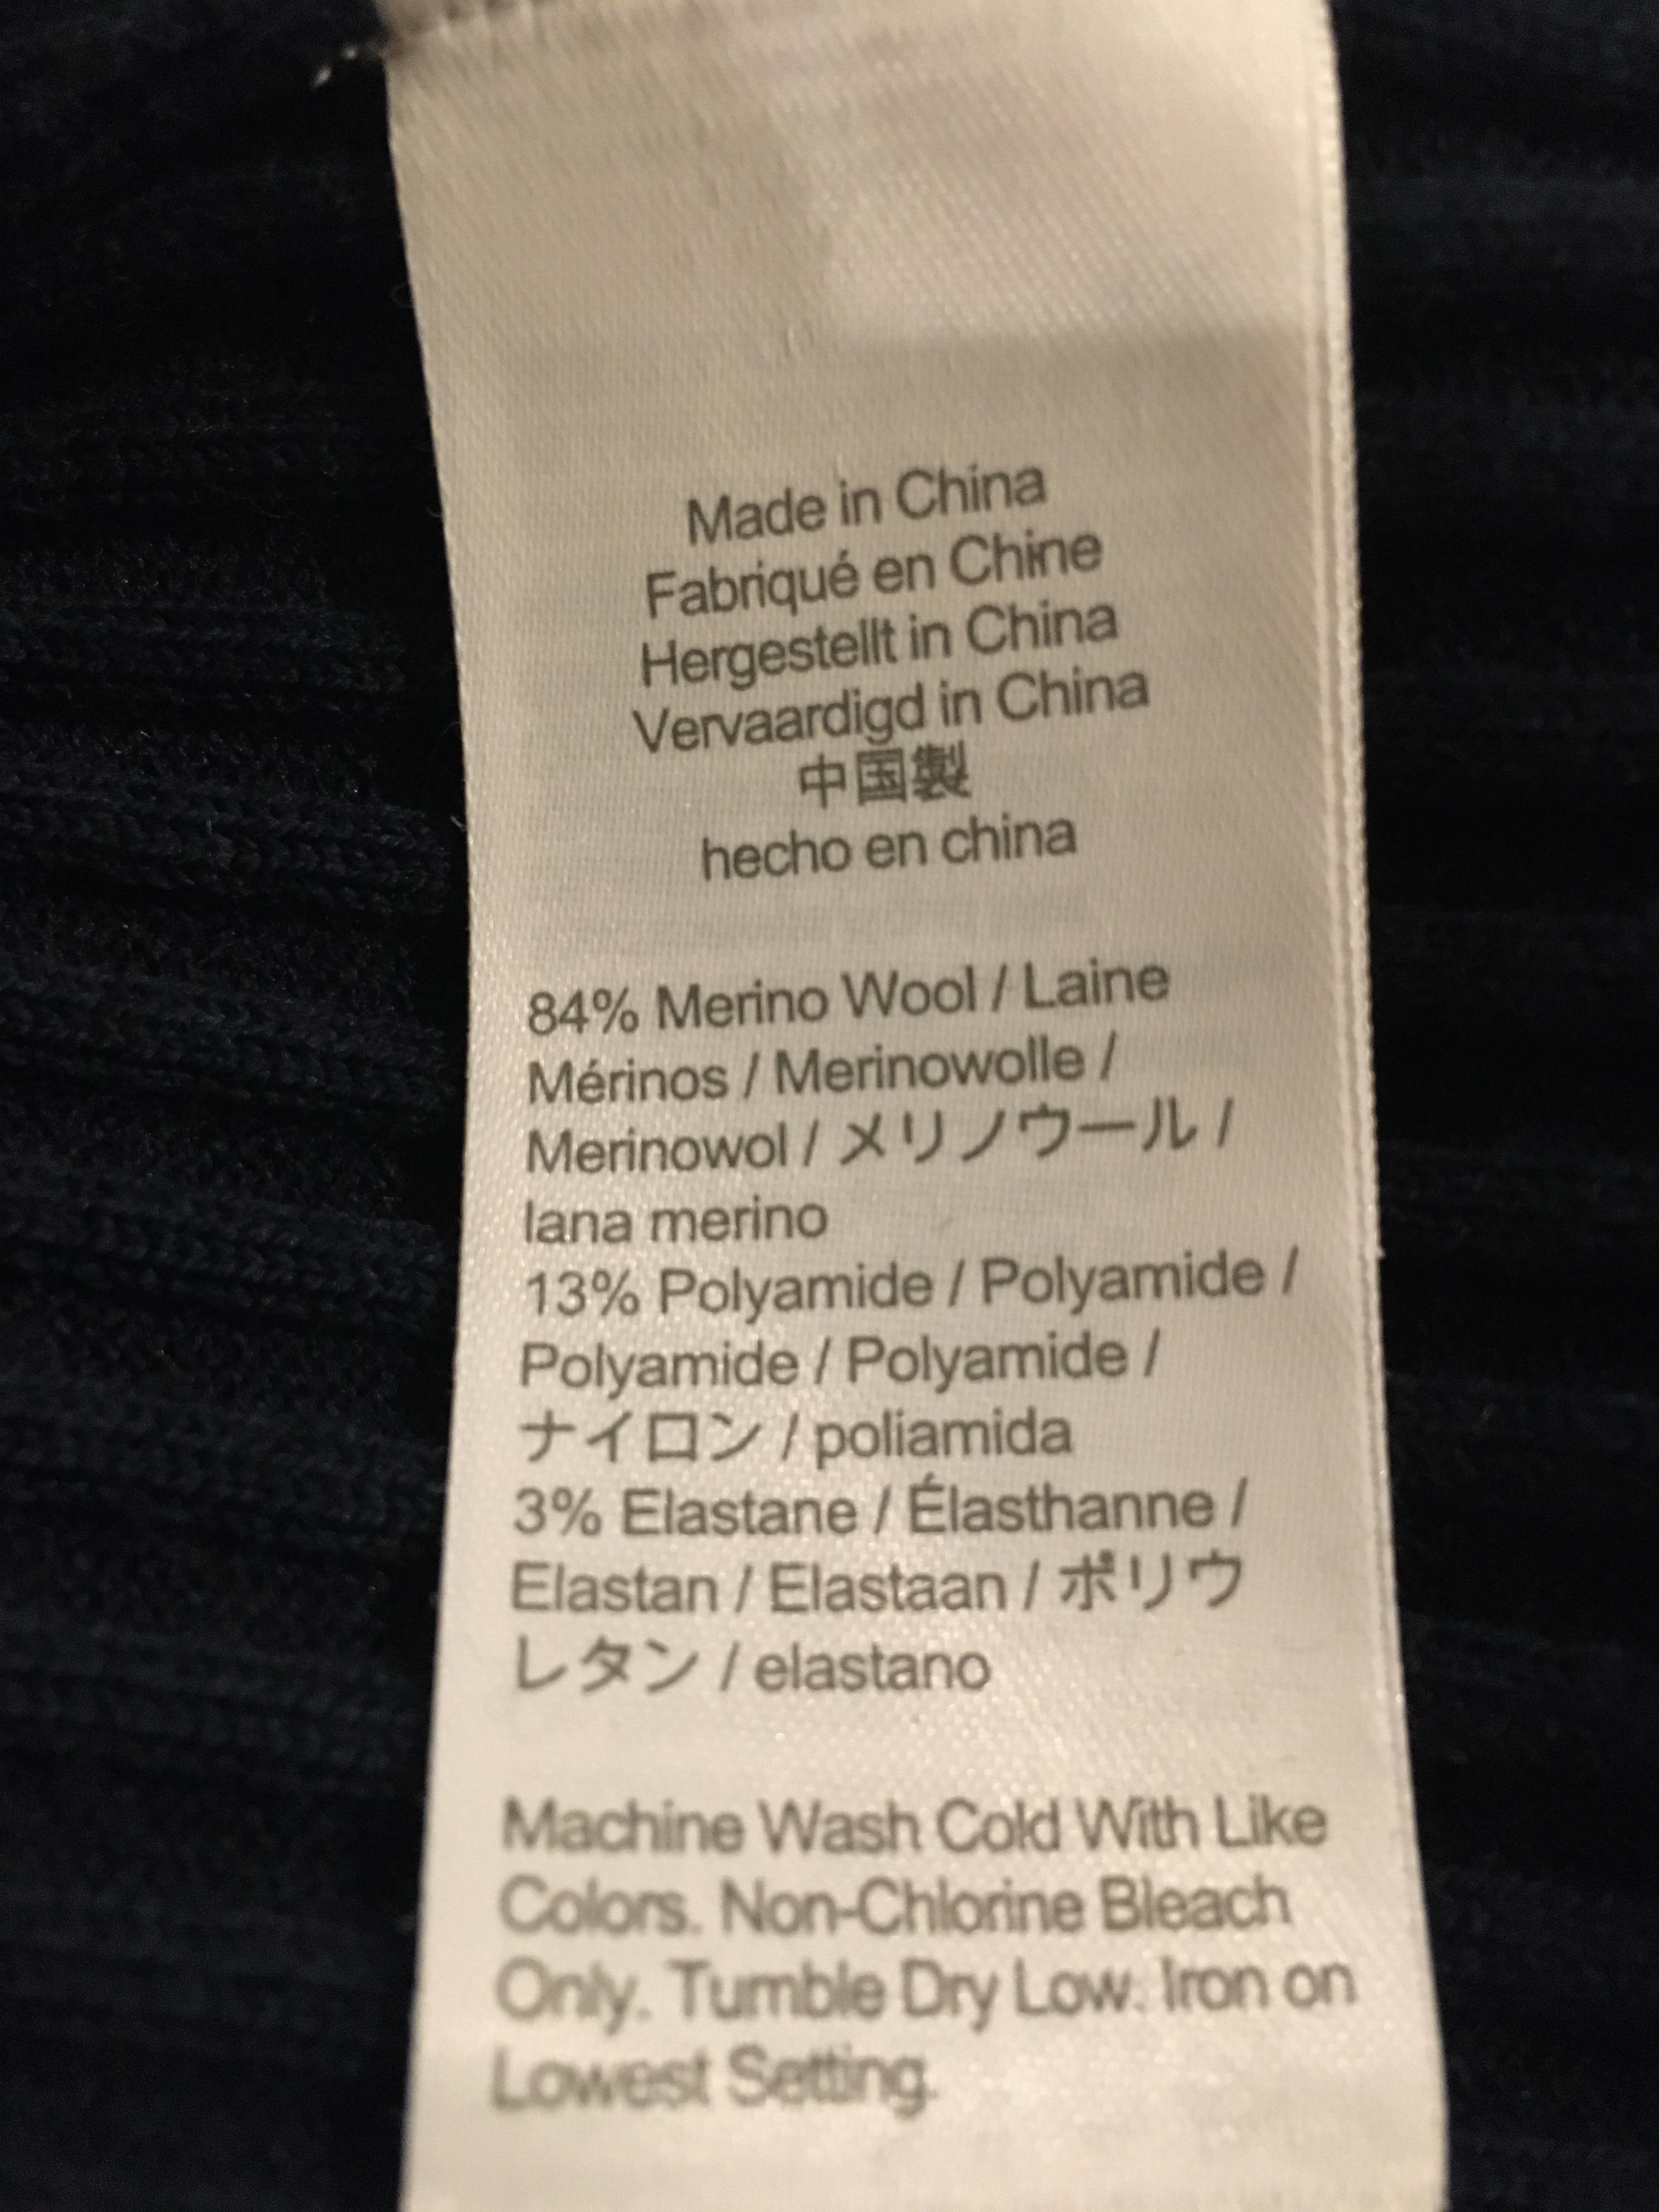 Made in China
Fabriqué en Chine
Hergestellt in China
Vervaardigd in China
中国製
hecho en china
84% Merino Wool / Laine
Mérinos / Merinowolle /
Merinowol / メリノウール /
lana merino
13% Polyamide / Polyamide /
Polyamide / Polyamide /
ナイロン / poliamida
3% Elastane / Élasthanne /
Elastan / Elastaan / ポリウ
レタン / elastano
Machine Wash Cold With Like
Colors. Non-Chlorine Bleach
Only. Tumble Dry Low. Iron on
Lowest Setting.